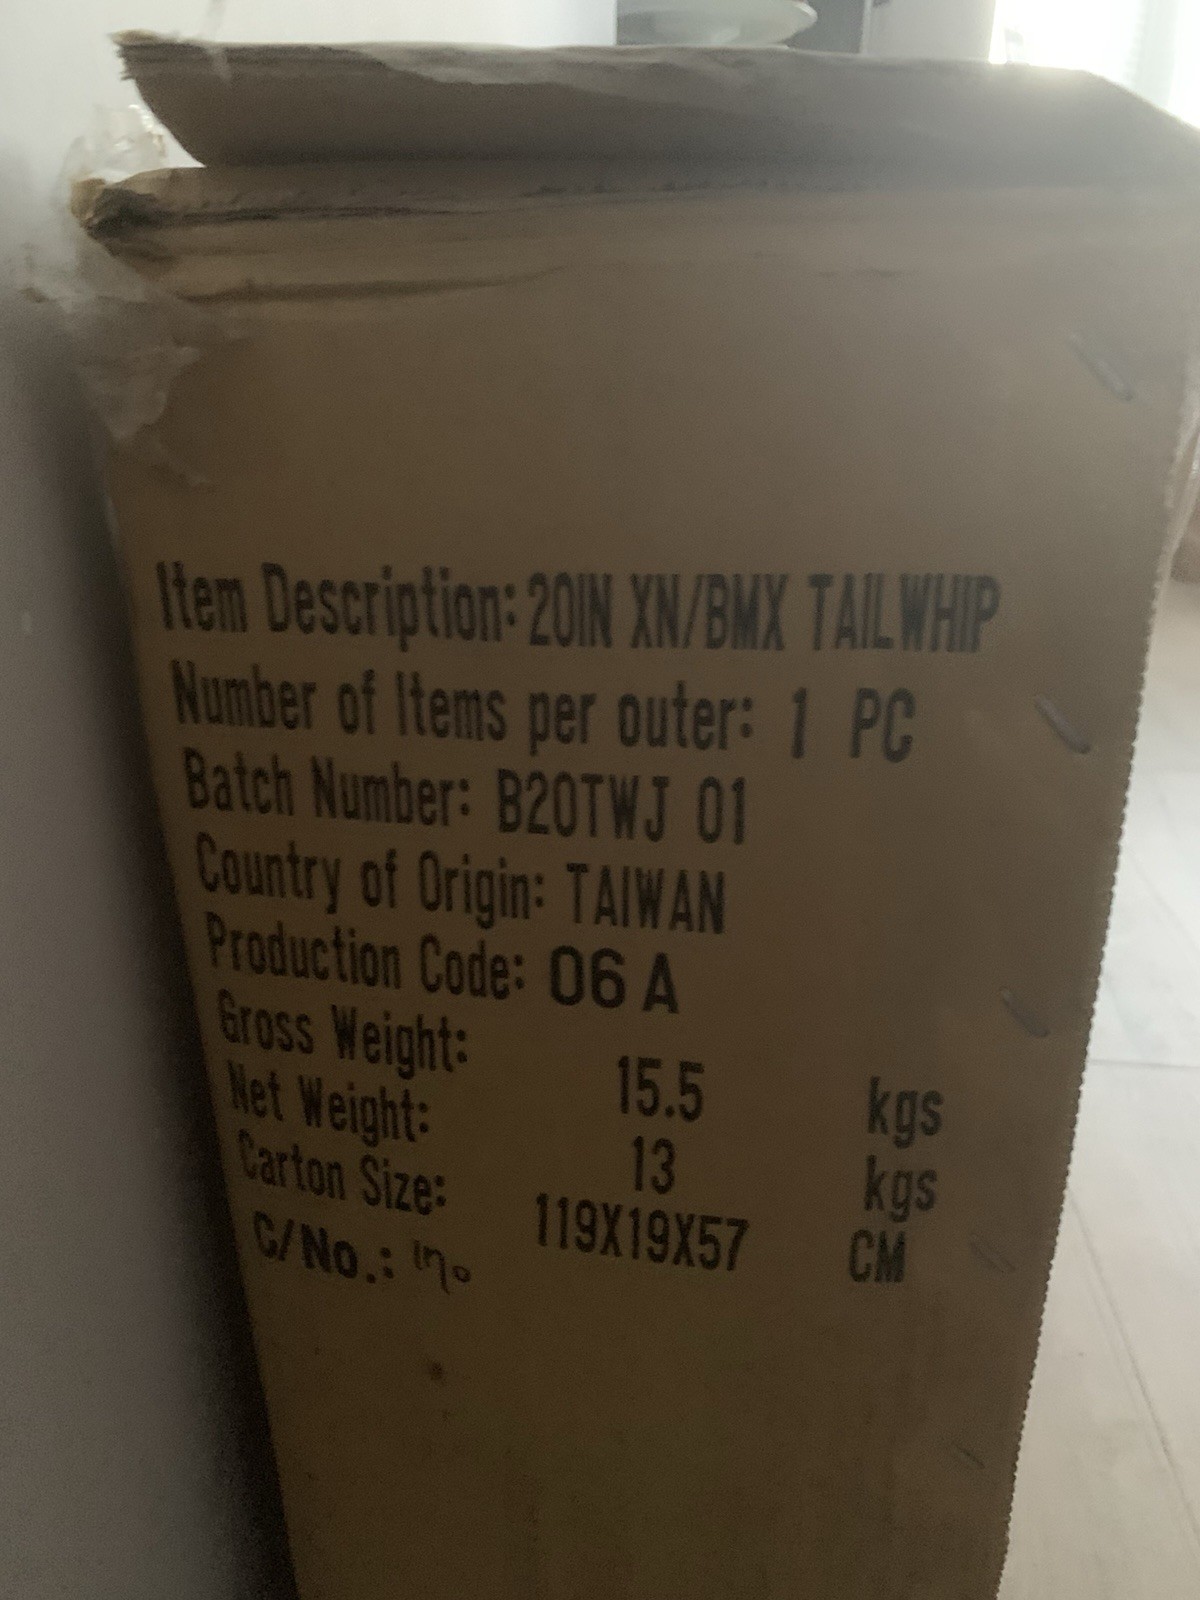 Item Description: 20IN XN/BMX TAILWHIP
Number of Items per outer: 1 PC
Batch Number: B20TWJ 01
Country of Origin: TAIWAN
Production Code: 06 A
Gross Weight: 15.5 kgs
Net Weight: 13 kgs
Carton Size: 119X19X57 CM
C/No.: 170